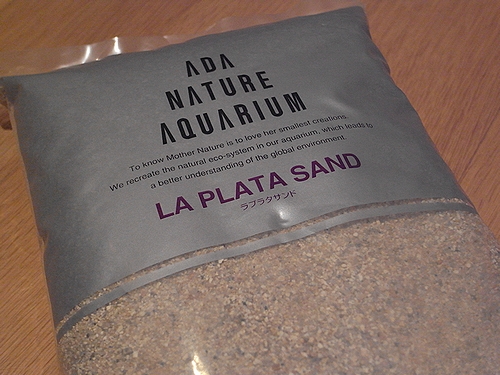 ADA
NATURE
AQUARIUM
To know Mother Nature is to love her smallest creations.
We recreate the natural eco-system in our aquarium, which leads to
a better understanding of the global environment.
LA PLATA SAND
ラプラタサンド